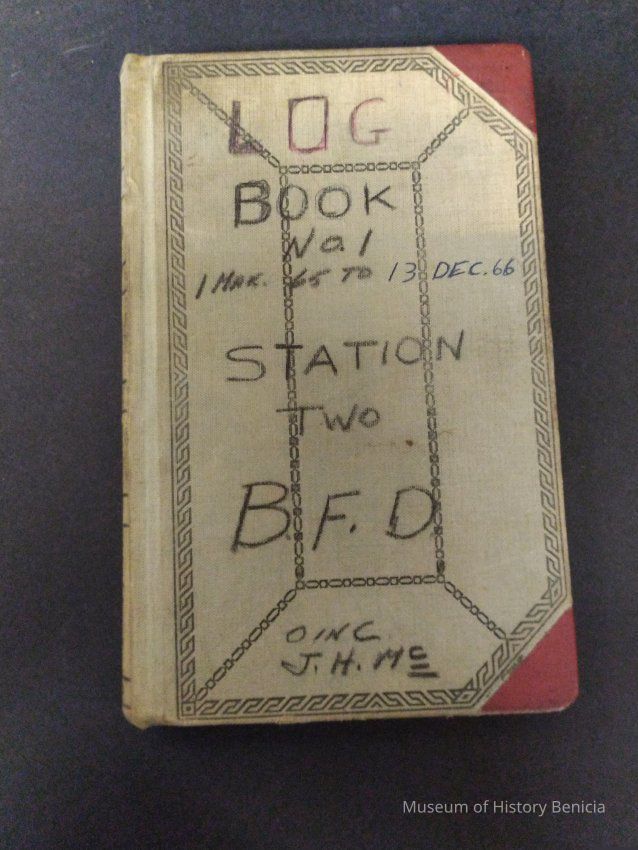 LOG
BOOK
No. 1
1 MAR. 65 TO 13 DEC. 66
STATION
TWO
B. F. D.
OINC
J. H. Mc
Museum of History Benicia